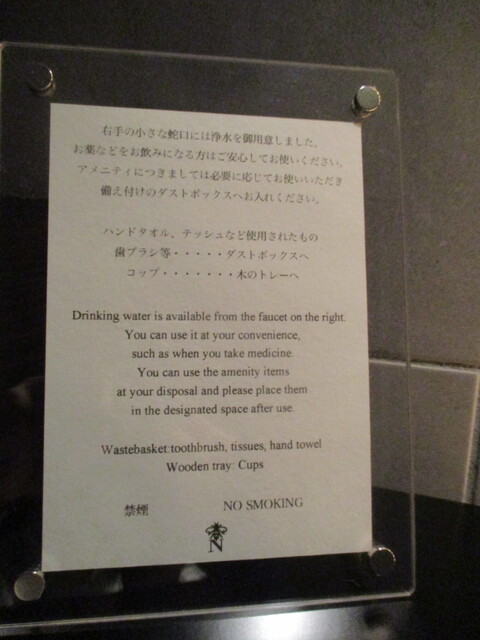 右手の小さな蛇口には浄水を御用意しました。
お薬などをお飲みになる方はご安心してお使いください。
アメニティにつきましては必要に応じてお使いいただき
備え付けのダストボックスへお入れください。
ハンドタオル、テッシュなど使用されたもの
歯ブラシ等・・・・・ダストボックスへ
コップ・・・・・・・木のトレーへ
Drinking water is available from the faucet on the right.
You can use it at your convenience,
such as when you take medicine.
You can use the amenity items
at your disposal and please place them
in the designated space after use.
Wastebasket:toothbrush, tissues, hand towel
Wooden tray: Cups
禁煙 NO SMOKING
N